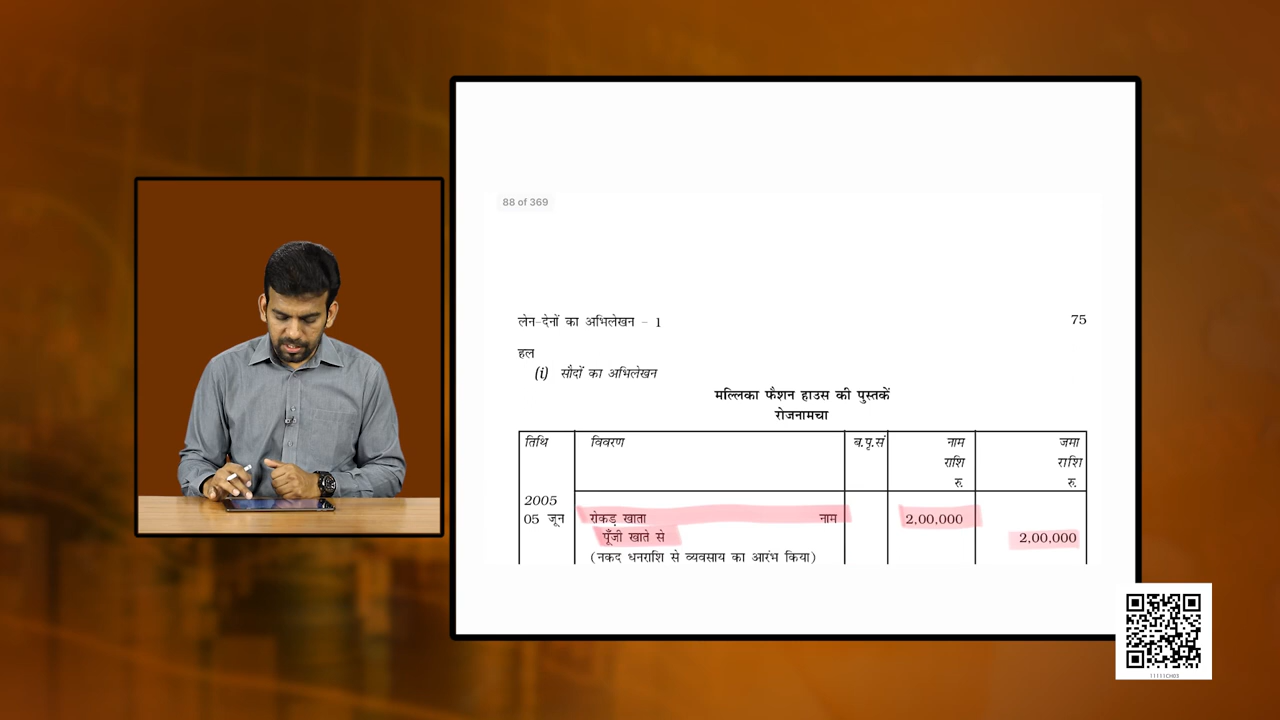 88 of 369
लेन-देनों का अभिलेखन - 1 75
हल
(i) सौदों का अभिलेखन
मल्लिका फैशन हाउस की पुस्तकें
रोजनामचा
तिथि विवरण ब.पृ.सं नाम जमा
राशि राशि
रु. रु.
2005
05 जून रोकड़ खाता नाम 2,00,000
पूँजी खाते से 2,00,000
(नकद धनराशि से व्यवसाय का आरंभ किया)
11111CH03